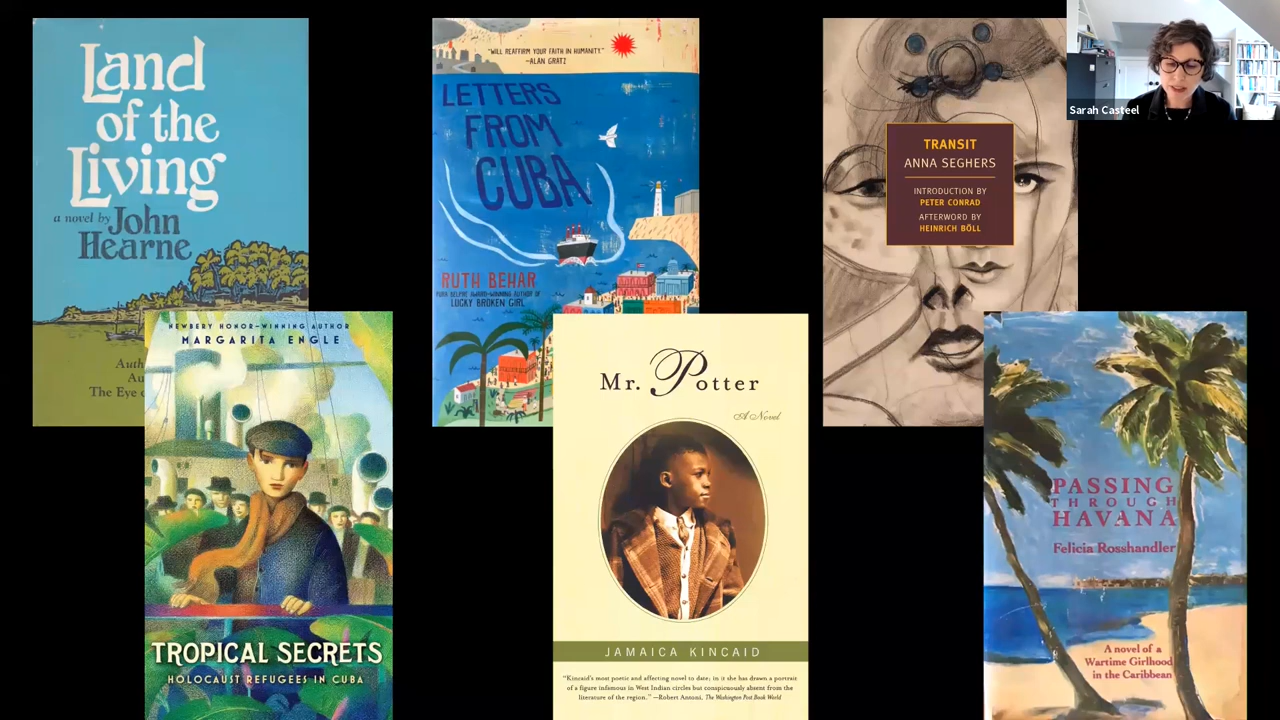 Land
of the
Living
a novel by John
Hearne
Auth
Au
The Eye o
"WILL REAFFIRM YOUR FAITH IN HUMANITY."
—ALAN GRATZ
LETTERS
FROM
CUBA
RUTH BEHAR
PURA BELPRÉ AWARD-WINNING AUTHOR OF
LUCKY BROKEN GIRL
TRANSIT
ANNA SEGHERS
INTRODUCTION BY
PETER CONRAD
AFTERWORD BY
HEINRICH BÖLL
Sarah Casteel
NEWBERY HONOR–WINNING AUTHOR
MARGARITA ENGLE
TROPICAL SECRETS
HOLOCAUST REFUGEES IN CUBA
Mr. Potter
A Novel
JAMAICA KINCAID
"Kincaid's most poetic and affecting novel to date; in it she has drawn a portrait
of a figure infamous in West Indian circles but conspicuously absent from the
literature of the region." —Robert Antoni, The Washington Post Book World
PASSING
THROUGH
HAVANA
Felicia Rosshandler
A novel of a
Wartime Girlhood
in the Caribbean